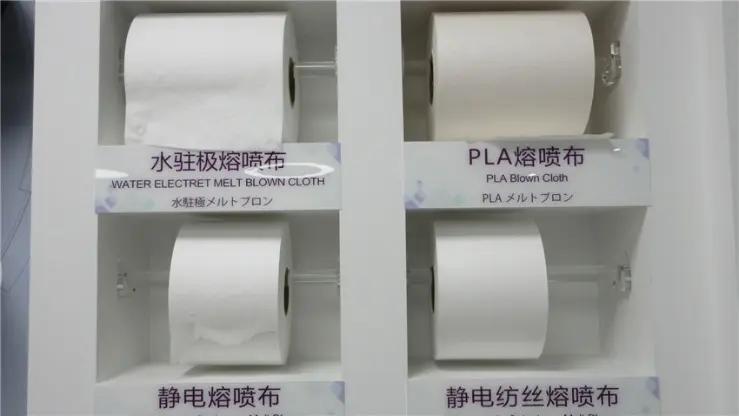 水驻极熔喷布
WATER ELECTRET MELT BLOWN CLOTH
水駐極メルトブロン
PLA熔喷布
PLA Blown Cloth
PLA メルトブロン
静电熔喷布
静电纺丝熔喷布